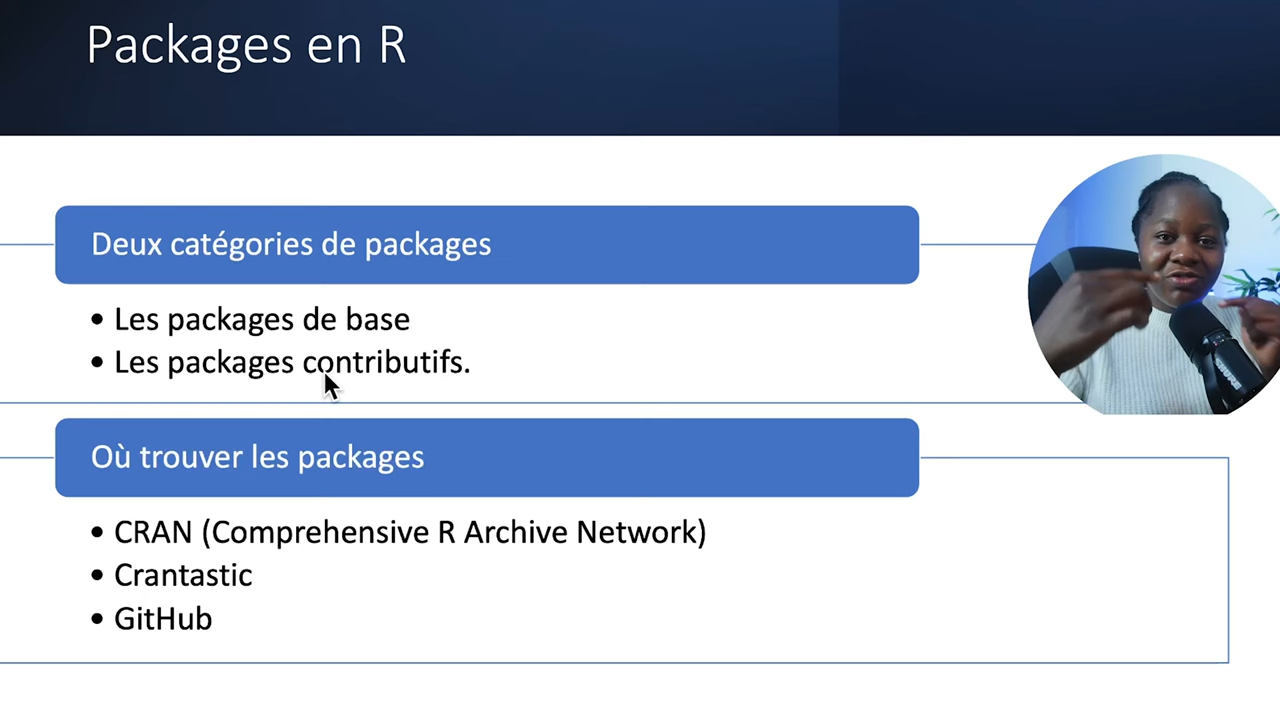 Packages en R
Deux catégories de packages
• Les packages de base
• Les packages contributifs.
Où trouver les packages
• CRAN (Comprehensive R Archive Network)
• Crantastic
• GitHub
SHURE